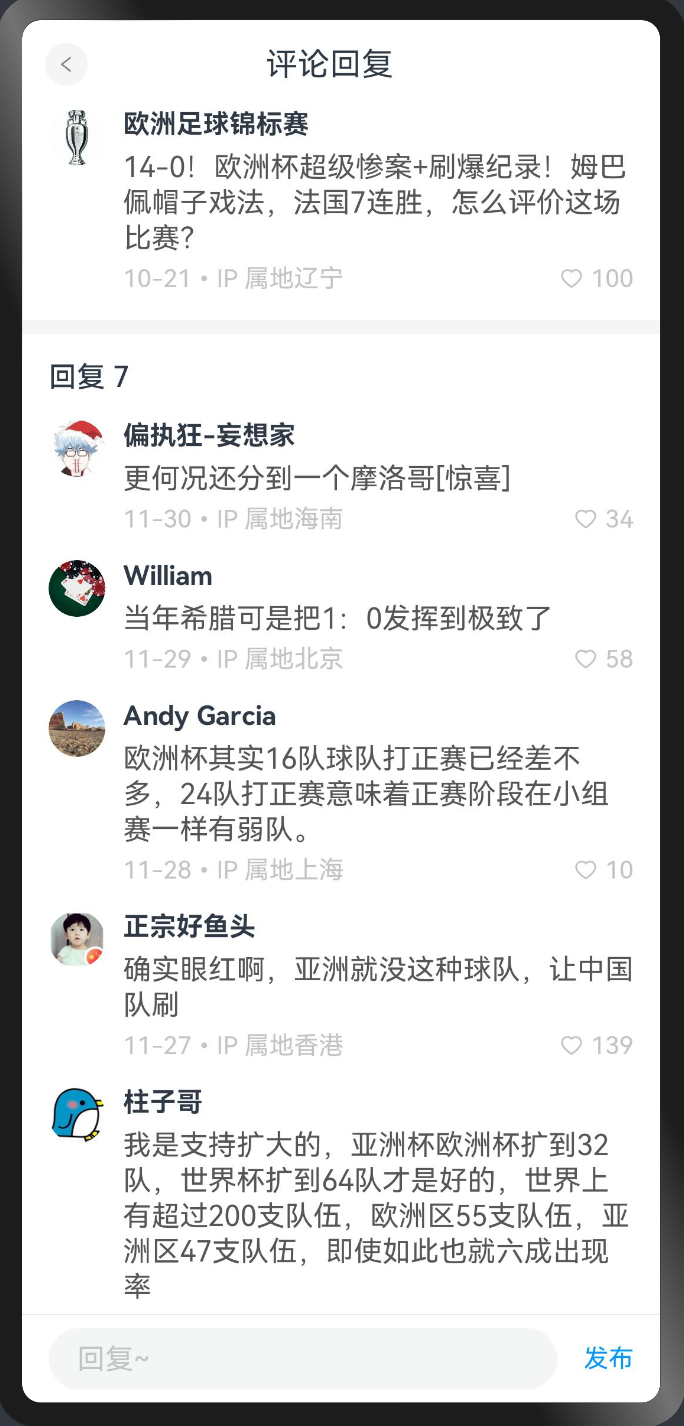 评论回复
欧洲足球锦标赛
14-0！欧洲杯超级惨案+刷爆纪录！姆巴
佩帽子戏法，法国7连胜，怎么评价这场
比赛？
10-21 • IP 属地辽宁
100
回复 7
偏执狂-妄想家
更何况还分到一个摩洛哥[惊喜]
11-30 • IP 属地海南
34
William
当年希腊可是把1：0发挥到极致了
11-29 • IP 属地北京
58
Andy Garcia
欧洲杯其实16队球队打正赛已经差不
多，24队打正赛意味着正赛阶段在小组
赛一样有弱队。
11-28 • IP 属地上海
10
正宗好鱼头
确实眼红啊，亚洲就没这种球队，让中国
队刷
11-27 • IP 属地香港
139
柱子哥
我是支持扩大的，亚洲杯欧洲杯扩到32
队，世界杯扩到64队才是好的，世界上
有超过200支队伍，欧洲区55支队伍，亚
洲区47支队伍，即使如此也就六成出现
率
回复~
发布